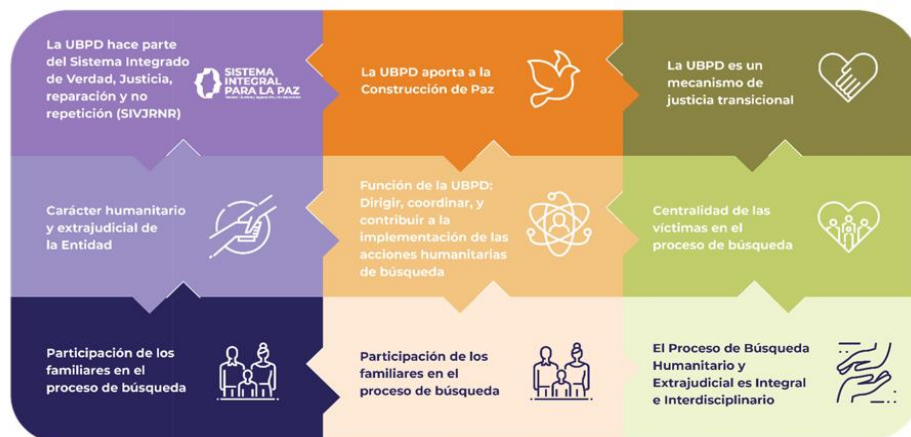 La UBPD hace parte
del Sistema Integrado
de Verdad, Justicia,
reparación y no
repetición (SIVJRNR)
SISTEMA
INTEGRAL
PARA LA PAZ
La UBPD aporta a la
Construcción de Paz
La UBPD es un
mecanismo de
justicia transicional
Carácter humanitario
y extrajudicial de
la Entidad
Función de la UBPD:
Dirigir, coordinar, y
contribuir a la
implementación de las
acciones humanitarias
de búsqueda
Centralidad de las
víctimas en el
proceso de búsqueda
Participación de los
familiares en el
proceso de búsqueda
Participación de los
familiares en el
proceso de búsqueda
El Proceso de Búsqueda
Humanitario y
Extrajudicial es Integral
e Interdisciplinario